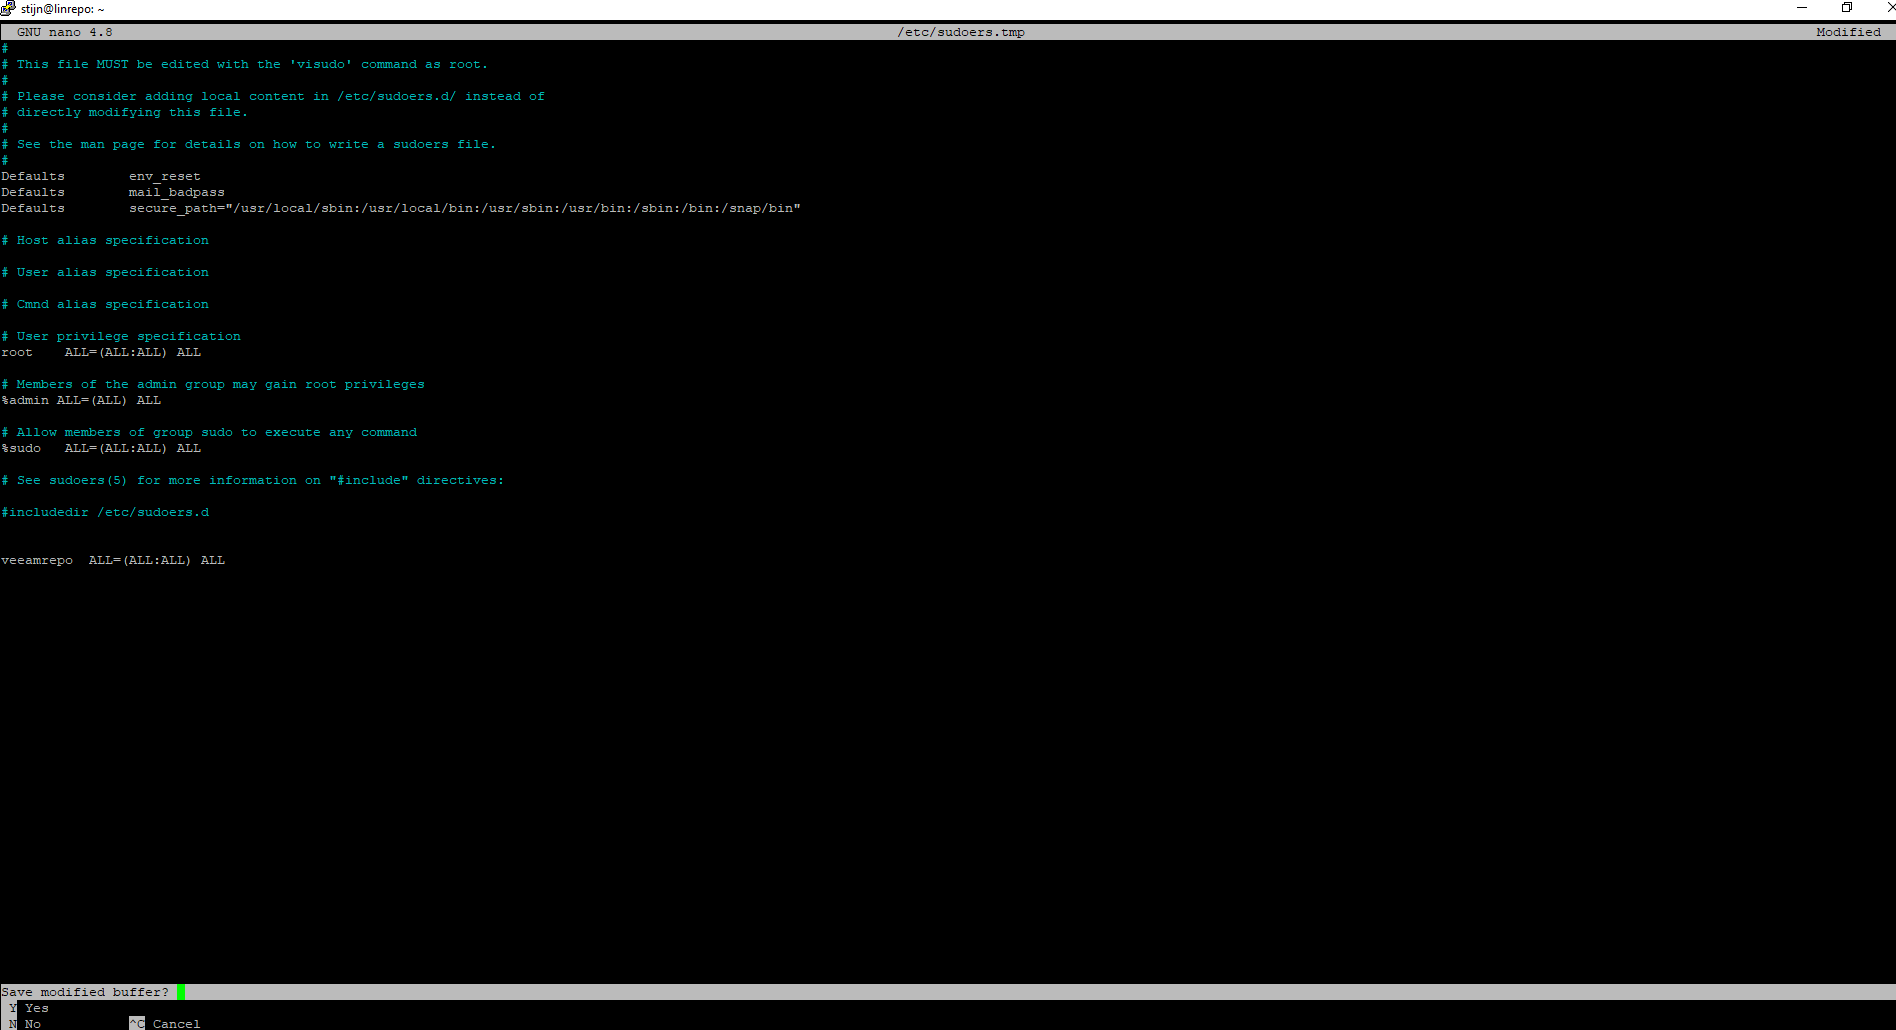 stijn@linrepo: ~
GNU nano 4.8 /etc/sudoers.tmp Modified
#
# This file MUST be edited with the 'visudo' command as root.
#
# Please consider adding local content in /etc/sudoers.d/ instead of
# directly modifying this file.
#
# See the man page for details on how to write a sudoers file.
#
Defaults        env_reset
Defaults        mail_badpass
Defaults        secure_path="/usr/local/sbin:/usr/local/bin:/usr/sbin:/usr/bin:/sbin:/bin:/snap/bin"
# Host alias specification
# User alias specification
# Cmnd alias specification
# User privilege specification
root    ALL=(ALL:ALL) ALL
# Members of the admin group may gain root privileges
%admin ALL=(ALL) ALL
# Allow members of group sudo to execute any command
%sudo   ALL=(ALL:ALL) ALL
# See sudoers(5) for more information on "#include" directives:
#includedir /etc/sudoers.d
veeamrepo  ALL=(ALL:ALL) ALL
Save modified buffer?
Y Yes
N No            ^C Cancel